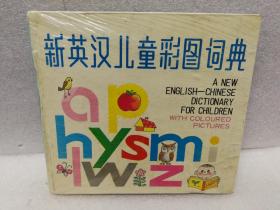 新英汉儿童彩图词典
A NEW
ENGLISH—CHINESE
DICTIONARY
FOR CHILDREN
WITH COLOURED
PICTURES
ap
hysmi
lwz